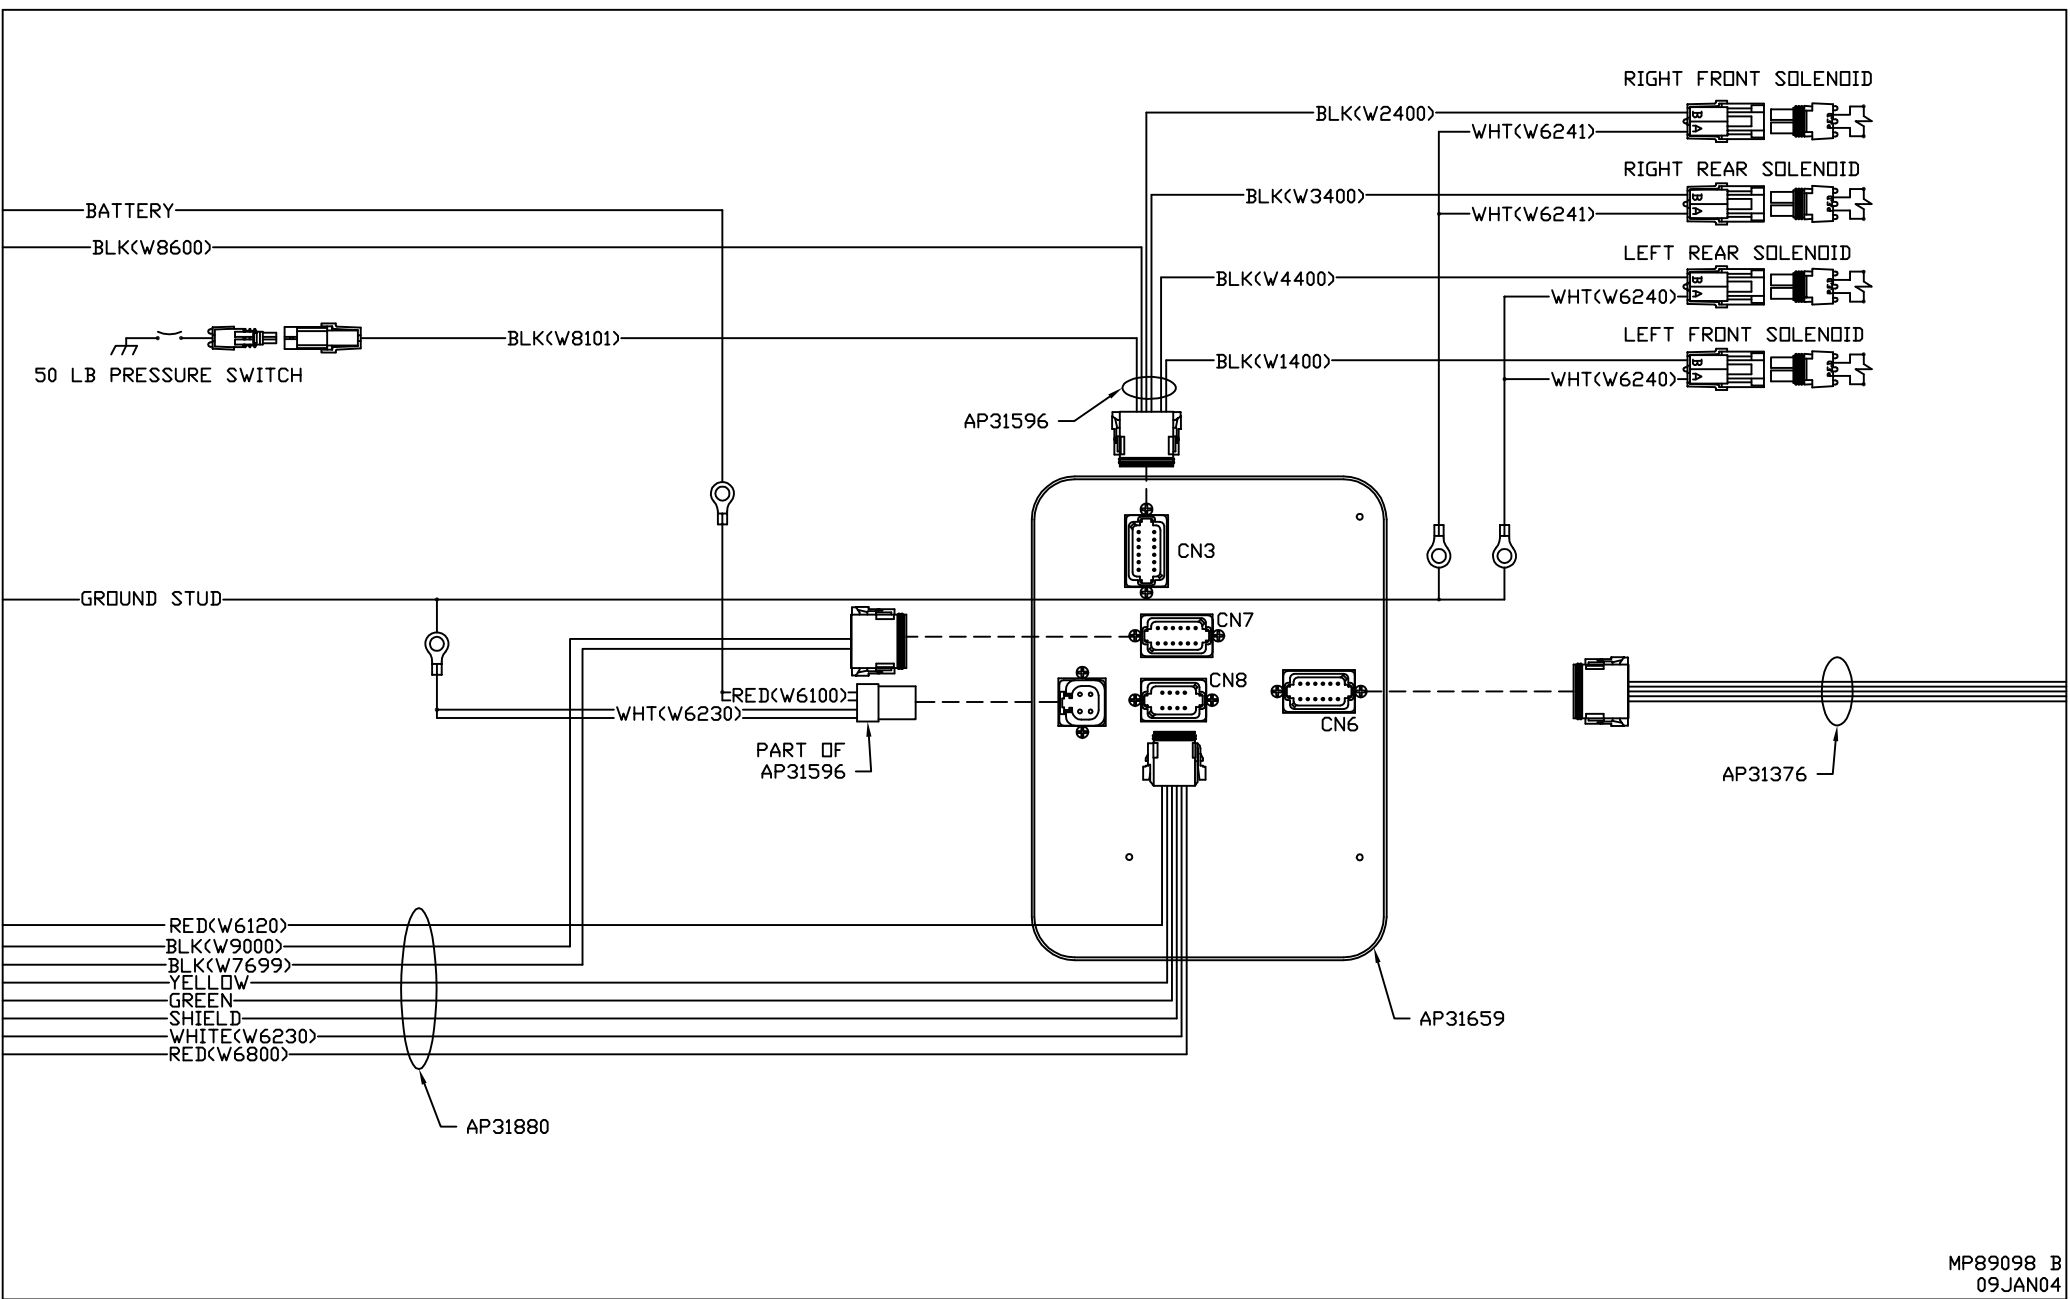 RIGHT FRONT SOLENOID
BLK(W2400)
WHT(W6241)
B
A
RIGHT REAR SOLENOID
BLK(W3400)
WHT(W6241)
B
A
BATTERY
BLK(W8600)
LEFT REAR SOLENOID
BLK(W4400)
WHT(W6240)
B
A
LEFT FRONT SOLENOID
BLK(W8101)
BLK(W1400)
WHT(W6240)
B
A
50 LB PRESSURE SWITCH
AP31596
CN3
GROUND STUD
CN7
CN8
RED(W6100)
WHT(W6230)
CN6
PART OF
AP31596
AP31376
RED(W6120)
BLK(W9000)
BLK(W7699)
YELLOW
GREEN
SHIELD
WHITE(W6230)
RED(W6800)
AP31659
AP31880
MP89098 B
09JAN04